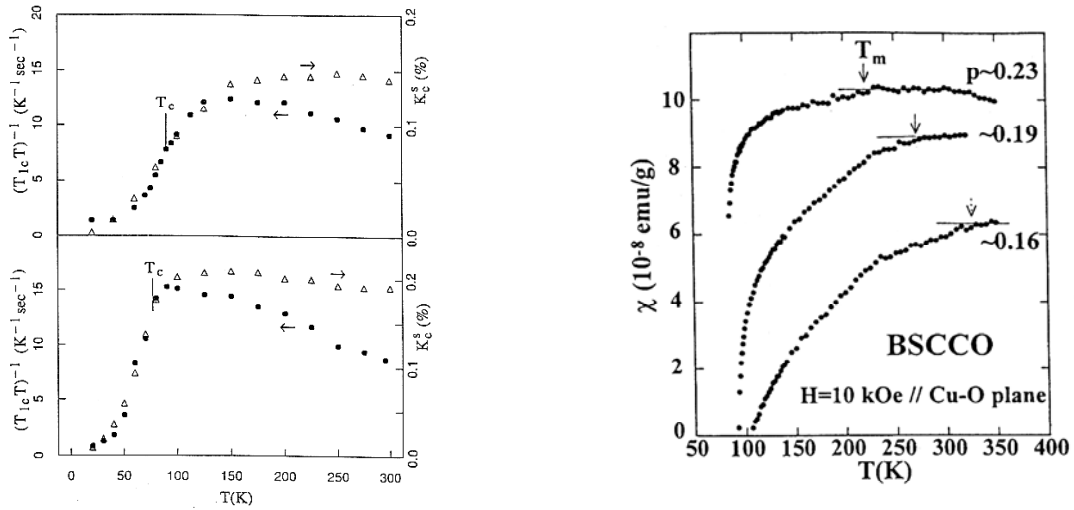 20
15
10
5
0
(T1cT)−1 (K−1sec−1)
Tc
→
←
0.2
0.1
0
Kcs (%)
20
15
10
5
0
(T1cT)−1 (K−1sec−1)
Tc
→
←
0.2
0.1
0.0
Kcs (%)
0 50 100 150 200 250 300
T(K)
10
8
6
4
2
0
χ (10-8 emu/g)
Tm
p~0.23
~0.19
~0.16
BSCCO
H=10 kOe // Cu-O plane
50 100 150 200 250 300 350 400
T(K)